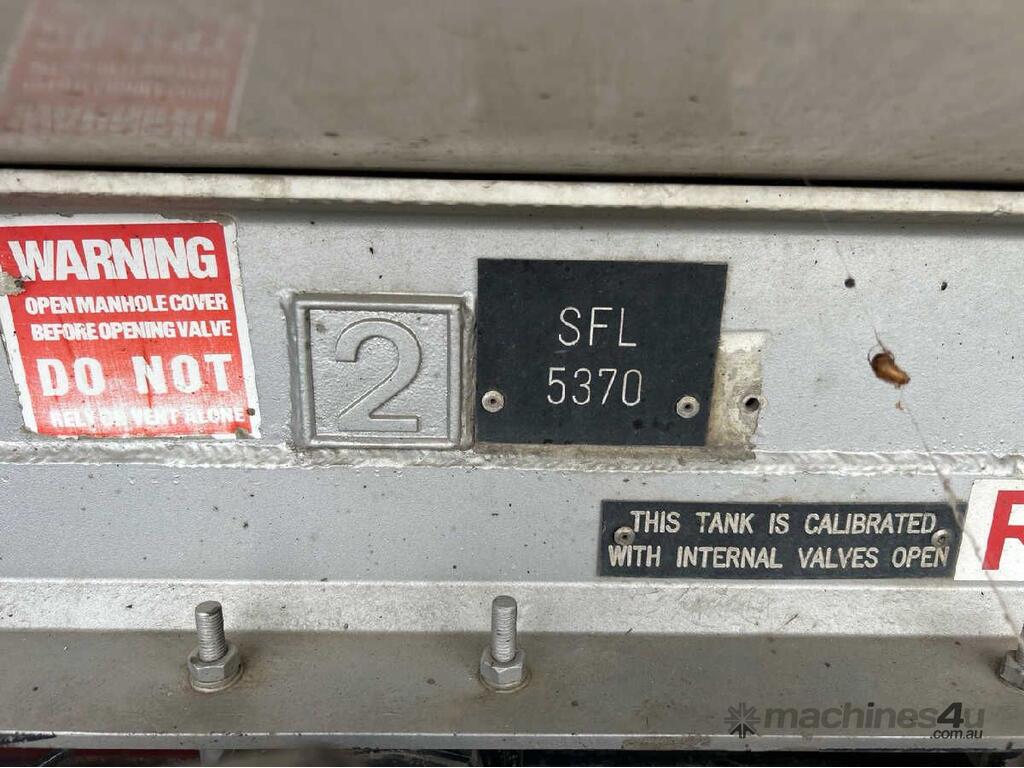 WARNING
OPEN MANHOLE COVER
BEFORE OPENING VALVE
DO NOT
RELY ON VENT ALONE
2
SFL
5370
THIS TANK IS CALIBRATED
WITH INTERNAL VALVES OPEN
machines4u
.com.au